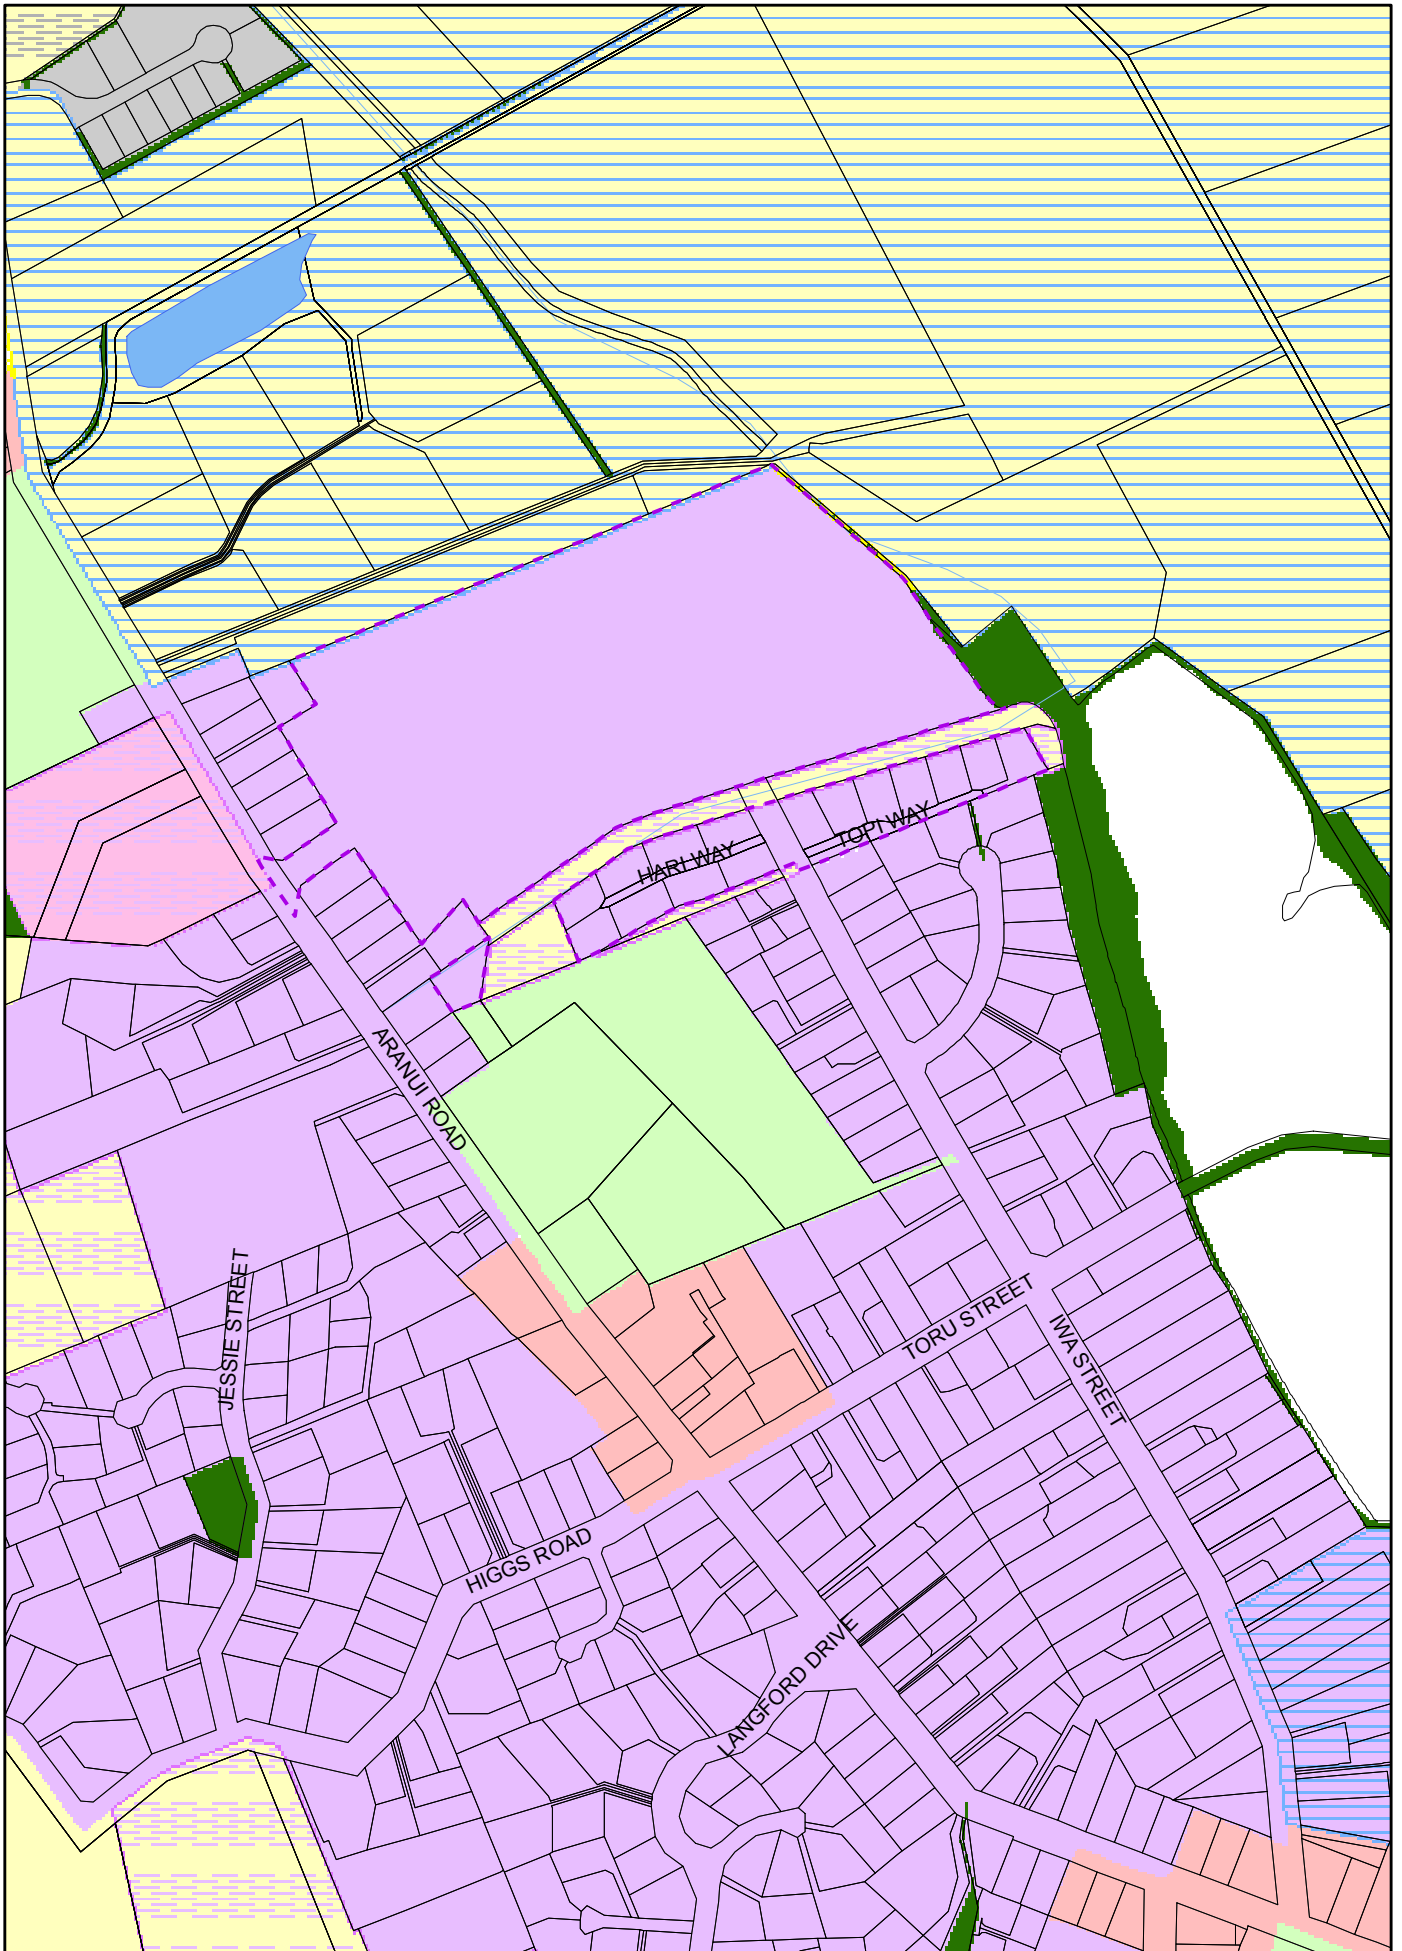 TOPI WAY
HARI WAY
ARANUI ROAD
JESSIE STREET
TORU STREET
IWA STREET
HIGGS ROAD
LANGFORD DRIVE